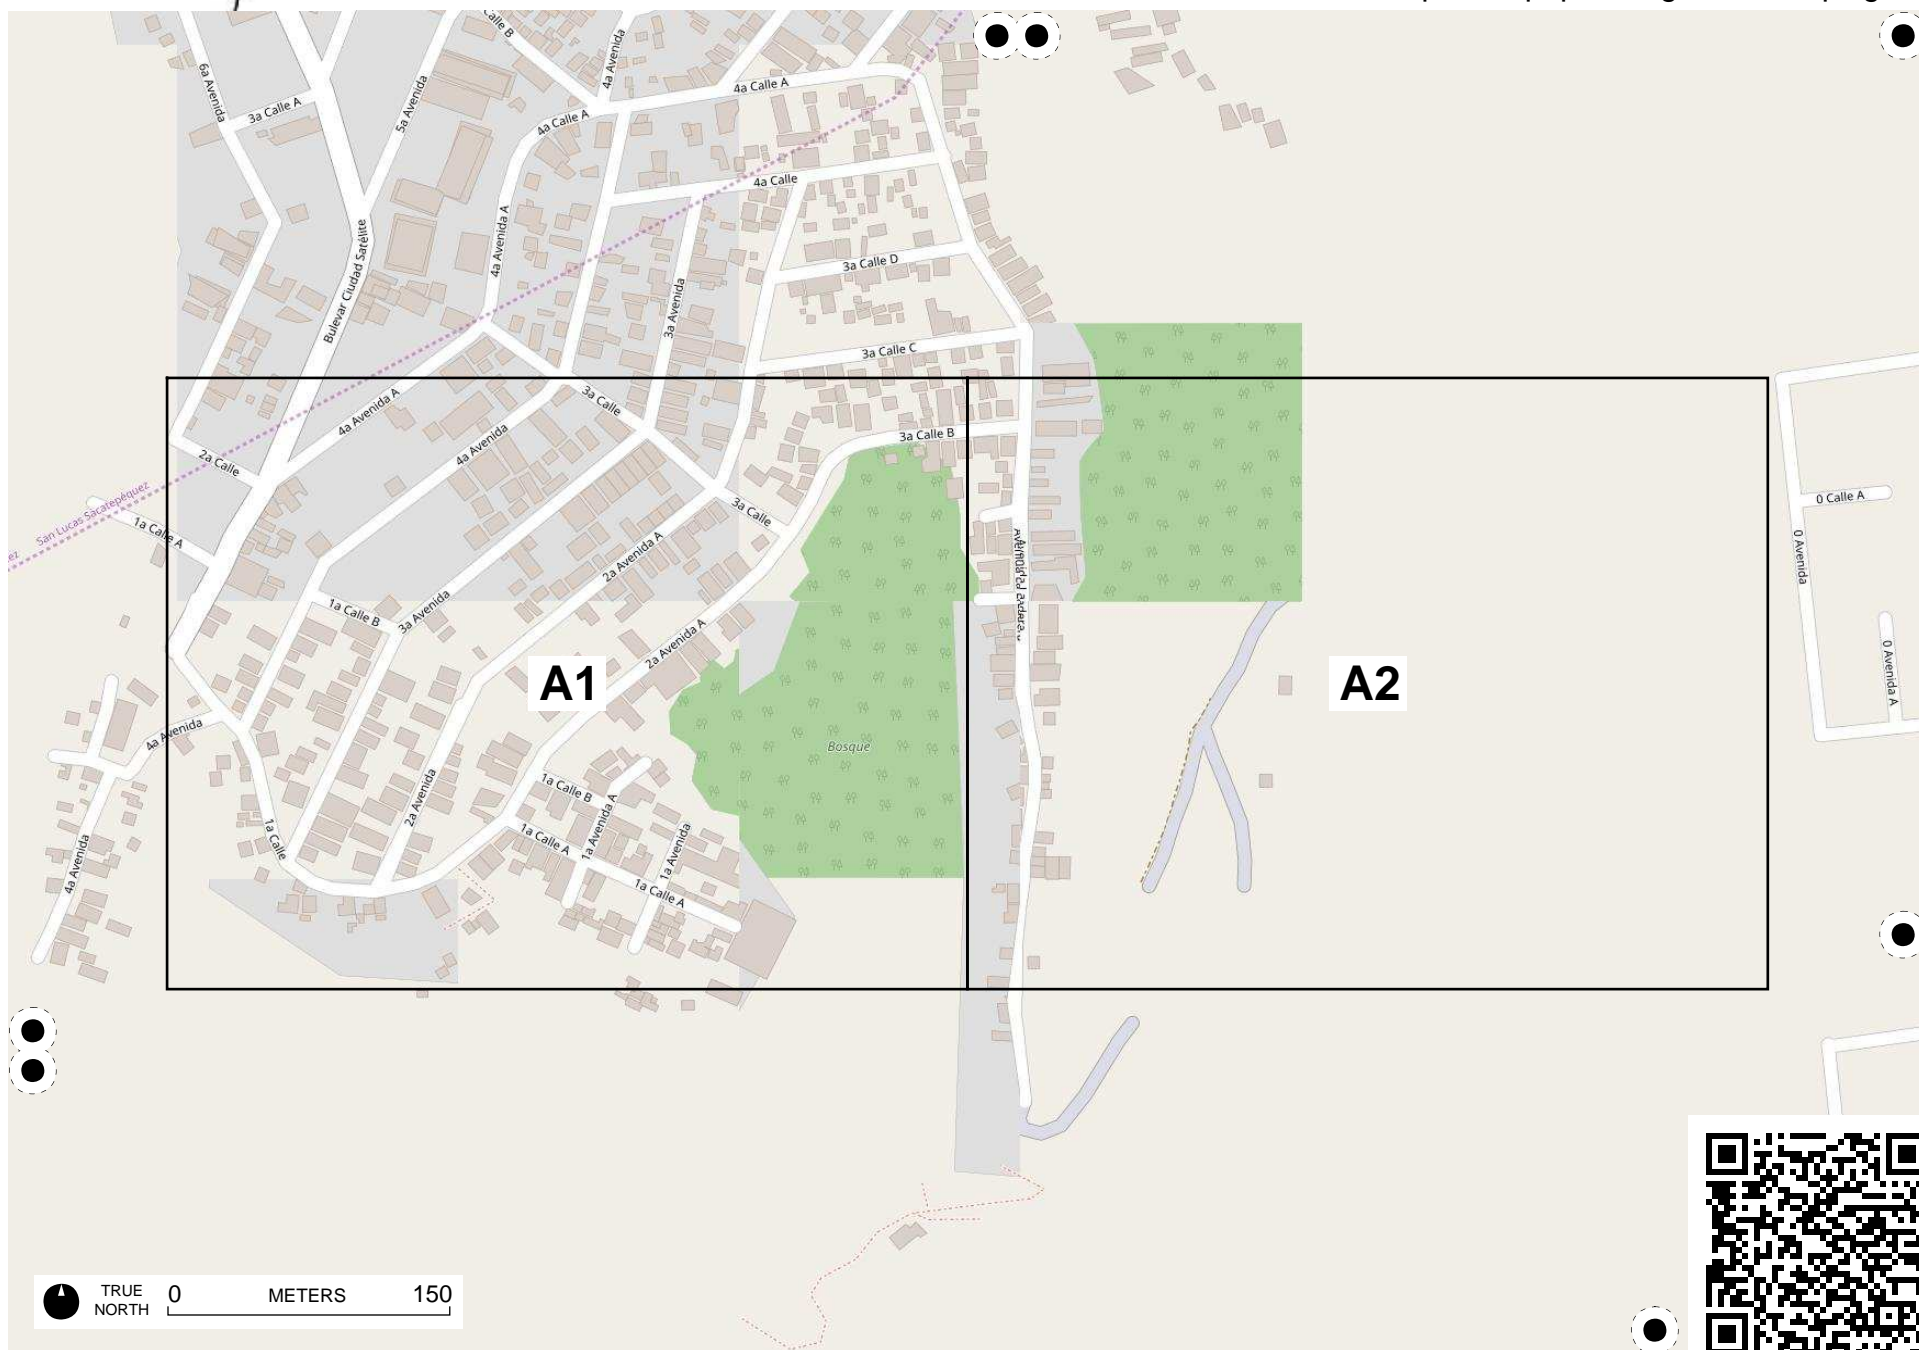 Calle B
4a Avenida
6a Avenida
3a Calle A
5a Avenida
4a Calle A
4a Calle A
4a Calle
4a Avenida A
Bulevar Ciudad Satélite
3a Calle D
3a Avenida
3a Calle C
3a Calle
4a Avenida A
3a Calle B
4a Avenida
2a Calle
0 Calle A
San Lucas Sacatepéquez
ez
3a Calle
1a Calle A
0 Avenida
2a Avenida A
1a Calle B
3a Avenida
2a Avenida A
0 Avenida A
A1
A2
4a Avenida
Bosque
1a Calle B
2a Avenida
1a Avenida A
1a Calle A
1a Calle
1a Avenida
4a Avenida
1a Calle A
TRUE
NORTH
0 METERS 150